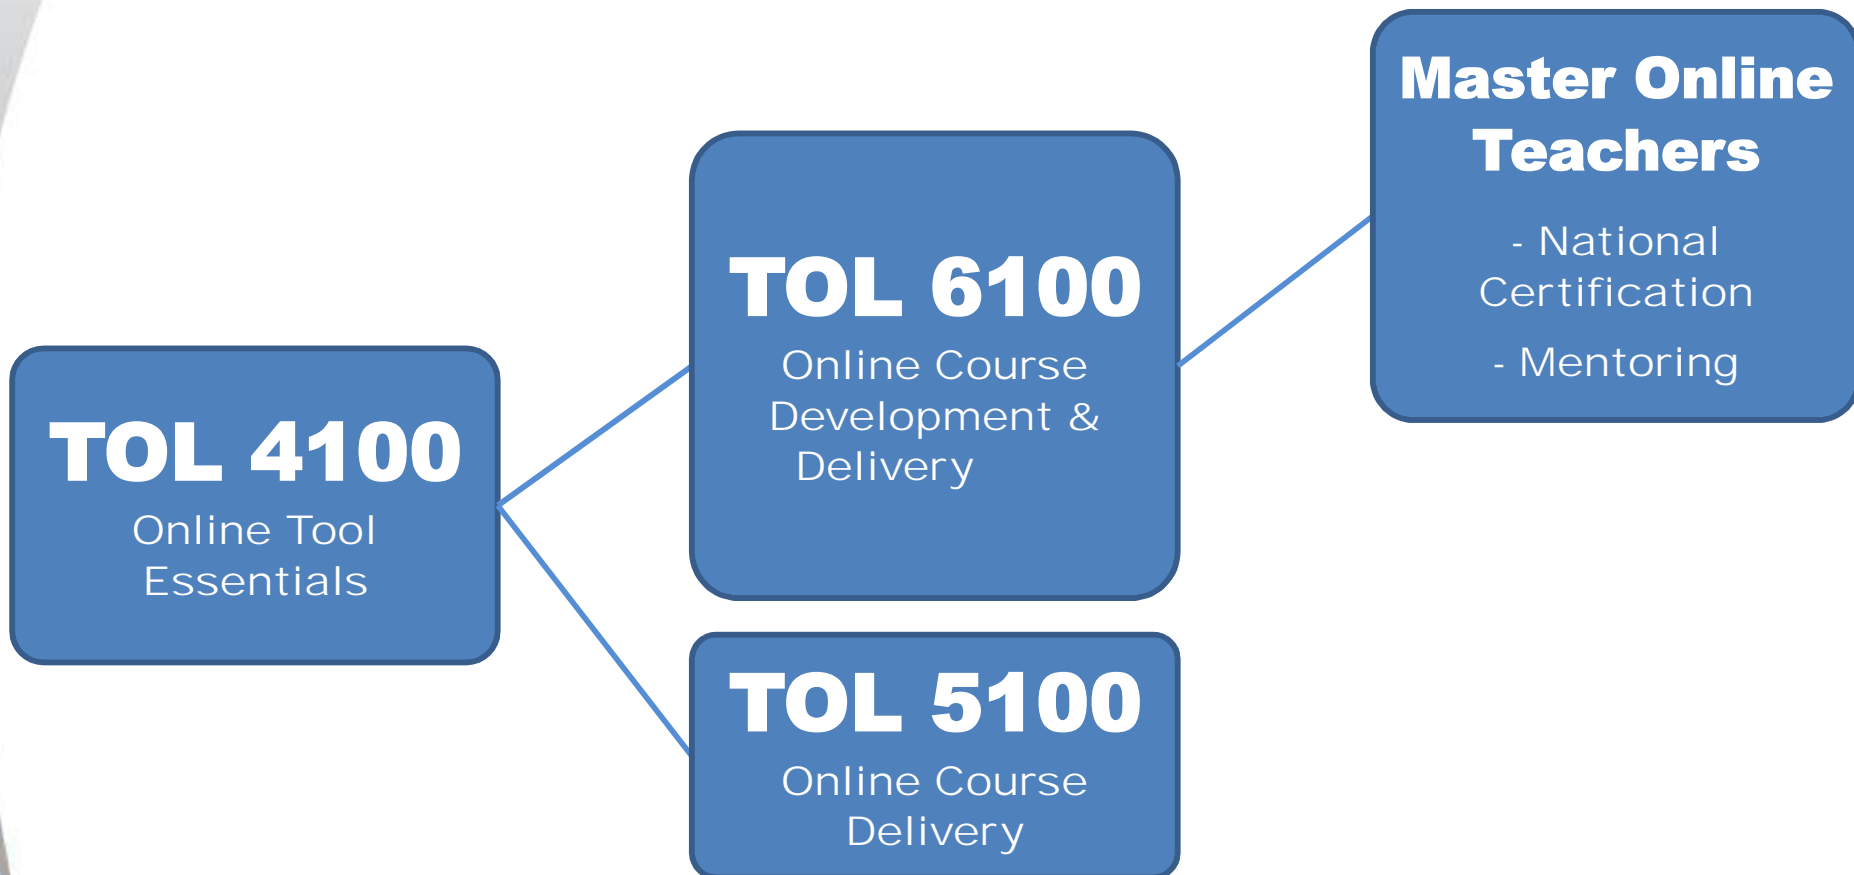 TOL 4100
Online Tool
Essentials
TOL 6100
Online Course
Development &
Delivery
TOL 5100
Online Course
Delivery
Master Online
Teachers
- National
Certification
- Mentoring